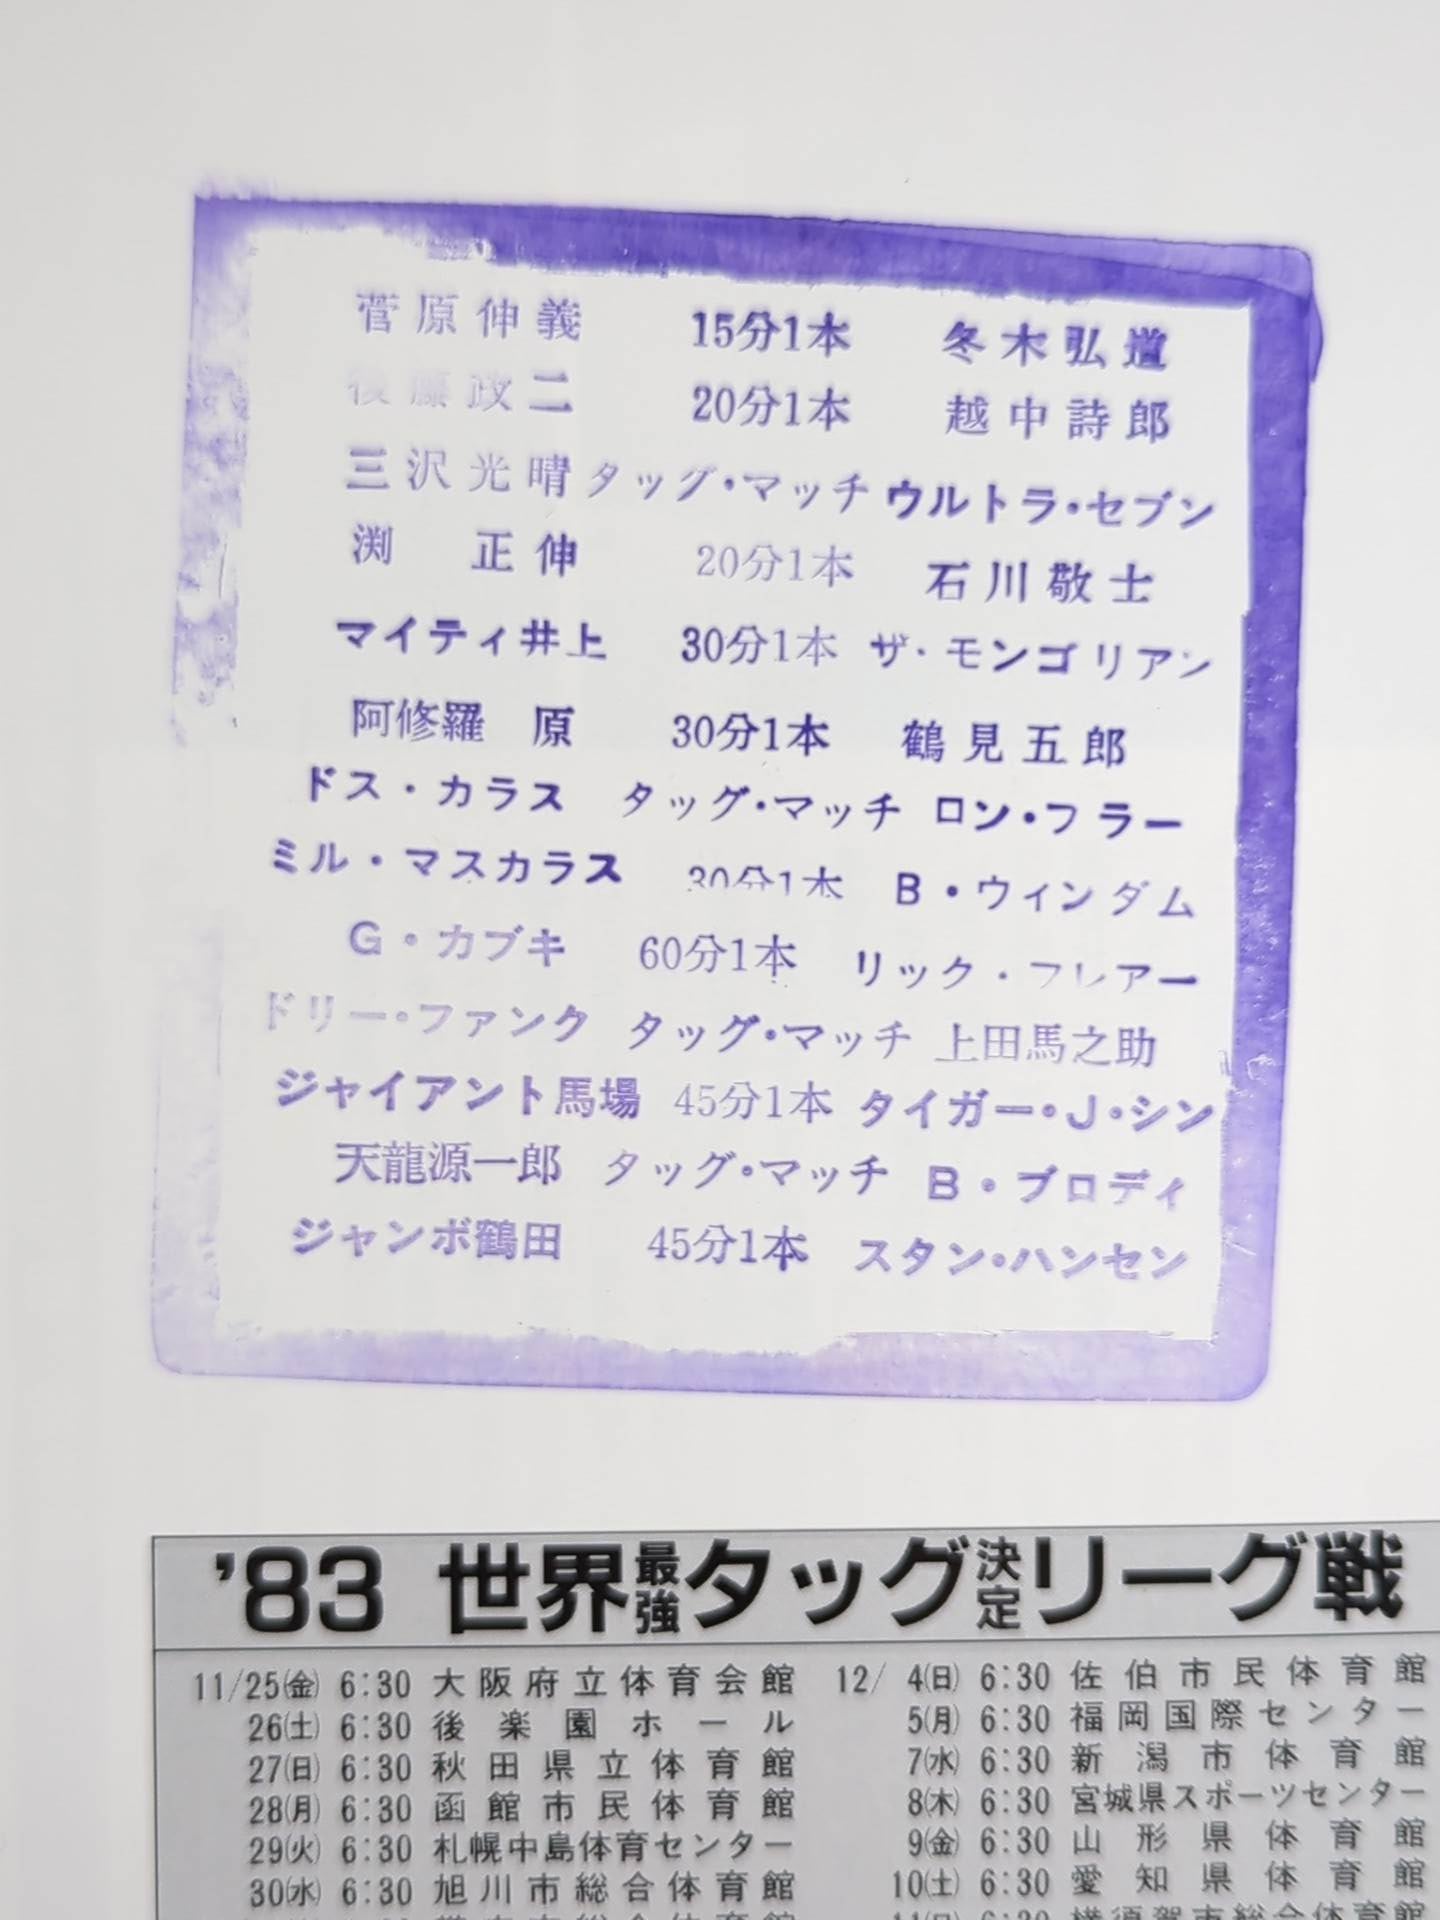 菅原伸義 15分1本 冬木弘道
後藤政二 20分1本 越中詩郎
三沢光晴 タッグ・マッチ ウルトラ・セブン
渕 正伸 20分1本 石川敬士
マイティ井上 30分1本 ザ・モンゴリアン
阿修羅 原 30分1本 鶴見五郎
ドス・カラス タッグ・マッチ ロン・フラー
ミル・マスカラス 30分1本 B・ウィンダム
G・カブキ 60分1本 リック・フレアー
ドリー・ファンク タッグ・マッチ 上田馬之助
ジャイアント馬場 45分1本 タイガー・J・シン
天龍源一郎 タッグ・マッチ B・ブロディ
ジャンボ鶴田 45分1本 スタン・ハンセン
'83 世界最強タッグ決定リーグ戦
11/25(金) 6:30 大阪府立体育会館
26(土) 6:30 後楽園ホール
27(日) 6:30 秋田県立体育館
28(月) 6:30 函館市民体育館
29(火) 6:30 札幌中島体育センター
30(水) 6:30 旭川市総合体育館
12/4(日) 6:30 佐伯市民体育館
5(月) 6:30 福岡国際センター
7(水) 6:30 新潟市体育館
8(木) 6:30 宮城県スポーツセンター
9(金) 6:30 山形県体育館
10(土) 6:30 愛知県体育館